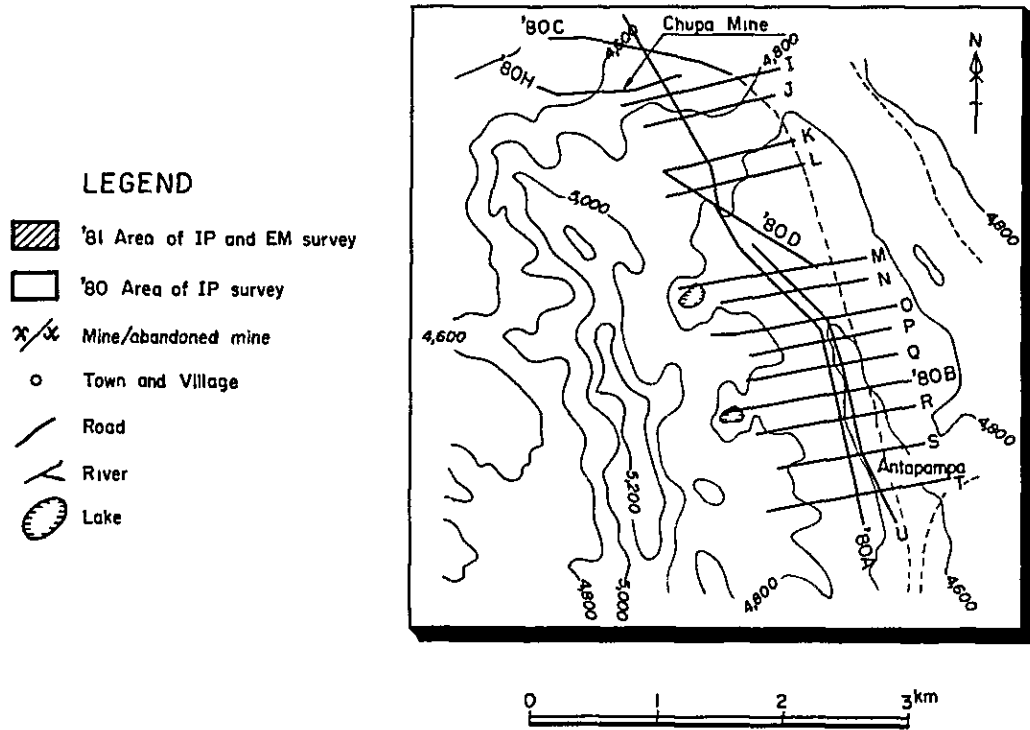 LEGEND
'81 Area of IP and EM survey
'80 Area of IP survey
Mine/abandoned mine
Town and Village
Road
River
Lake
'80C
Chupa Mine
4,600
4,800
N
'80H
I
J
K
L
5,000
'80D
4,800
M
N
O
4,600
P
Q
'80B
R
4,800
S
5,200
Antapampa
T
U
'80A
4,800
5,000
4,800
4,600
0 1 2 3km